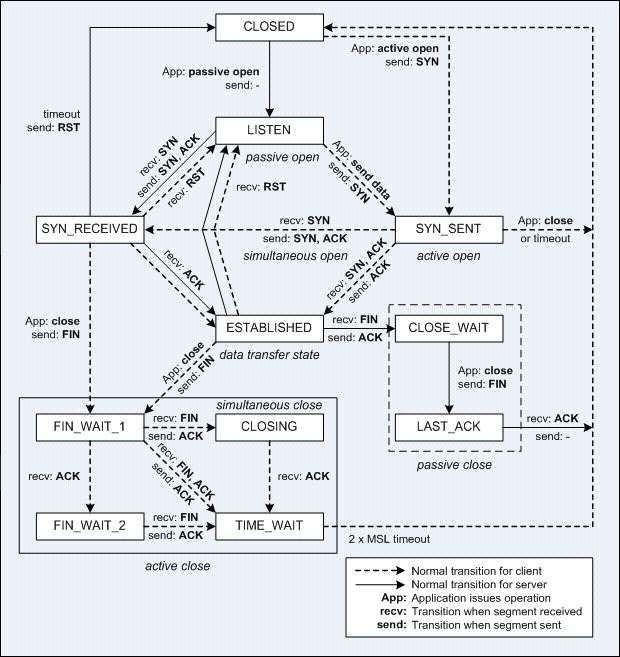 CLOSED
App: passive open
send: -
App: active open
send: SYN
timeout
send: RST
LISTEN
passive open
recv: SYN
send: SYN, ACK
recv: RST
recv: RST
App: send data
send: SYN
SYN_RECEIVED
recv: SYN
send: SYN, ACK
simultaneous open
SYN_SENT
active open
App: close
or timeout
recv: ACK
recv: SYN, ACK
send: ACK
App: close
send: FIN
ESTABLISHED
data transfer state
recv: FIN
send: ACK
CLOSE_WAIT
App: close
send: FIN
App: close
send: FIN
simultaneous close
FIN_WAIT_1
recv: FIN
send: ACK
CLOSING
LAST_ACK
recv: ACK
send: -
passive close
recv: ACK
recv: FIN, ACK
send: ACK
recv: ACK
FIN_WAIT_2
recv: FIN
send: ACK
TIME_WAIT
2 x MSL timeout
active close
Normal transition for client
Normal transition for server
App: Application issues operation
recv: Transition when segment received
send: Transition when segment sent